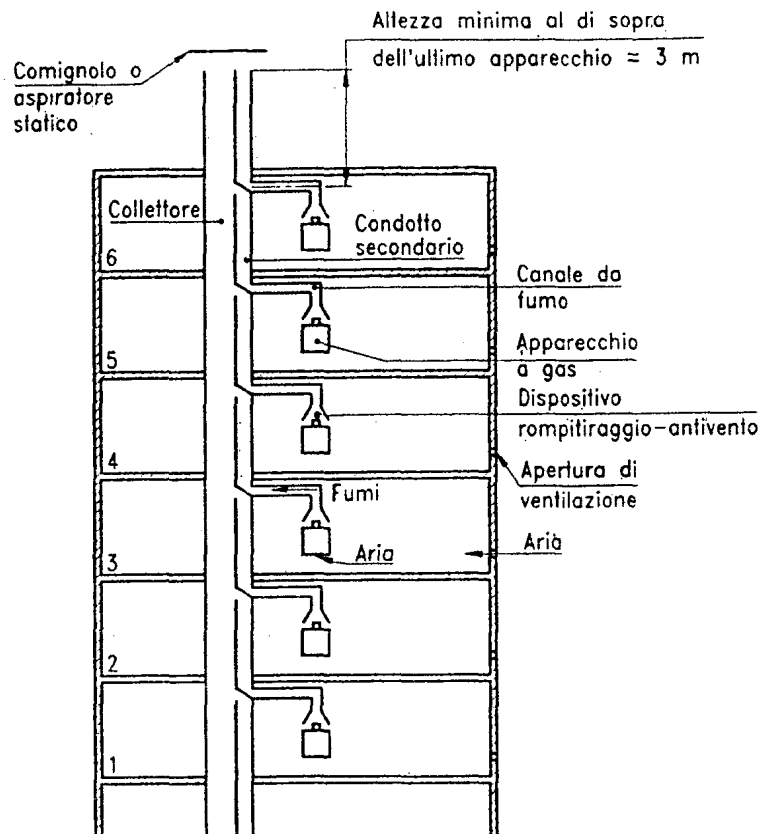 Altezza minima al di sopra
dell'ultimo apparecchio = 3 m
Comignolo o
aspiratore
statico
Collettore
Condotto
secondario
6
Canale da
fumo
5
Apparecchio
a gas
Dispositivo
rompitiraggio-antivento
4
Apertura di
ventilazione
Fumi
Aria
Aria
3
2
1